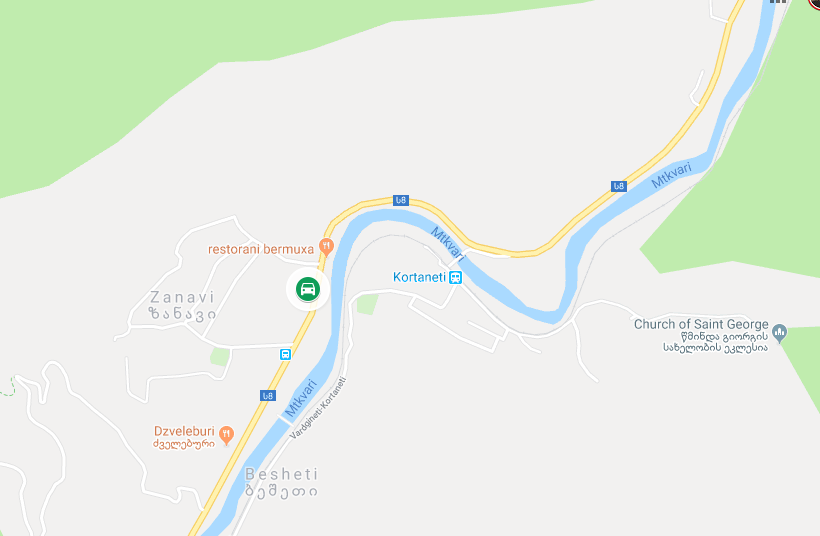 ს8
Mtkvari
ს8
Mtkvari
restorani bermuxa
Kortaneti
Zanavi
ზანავი
Church of Saint George
წმინდა გიორგის
სახელობის ეკლესია
Mtkvari
Vardgineti-Kortaneti
ს8
Dzveleburi
ძველებური
Besheti
ბეშეთი